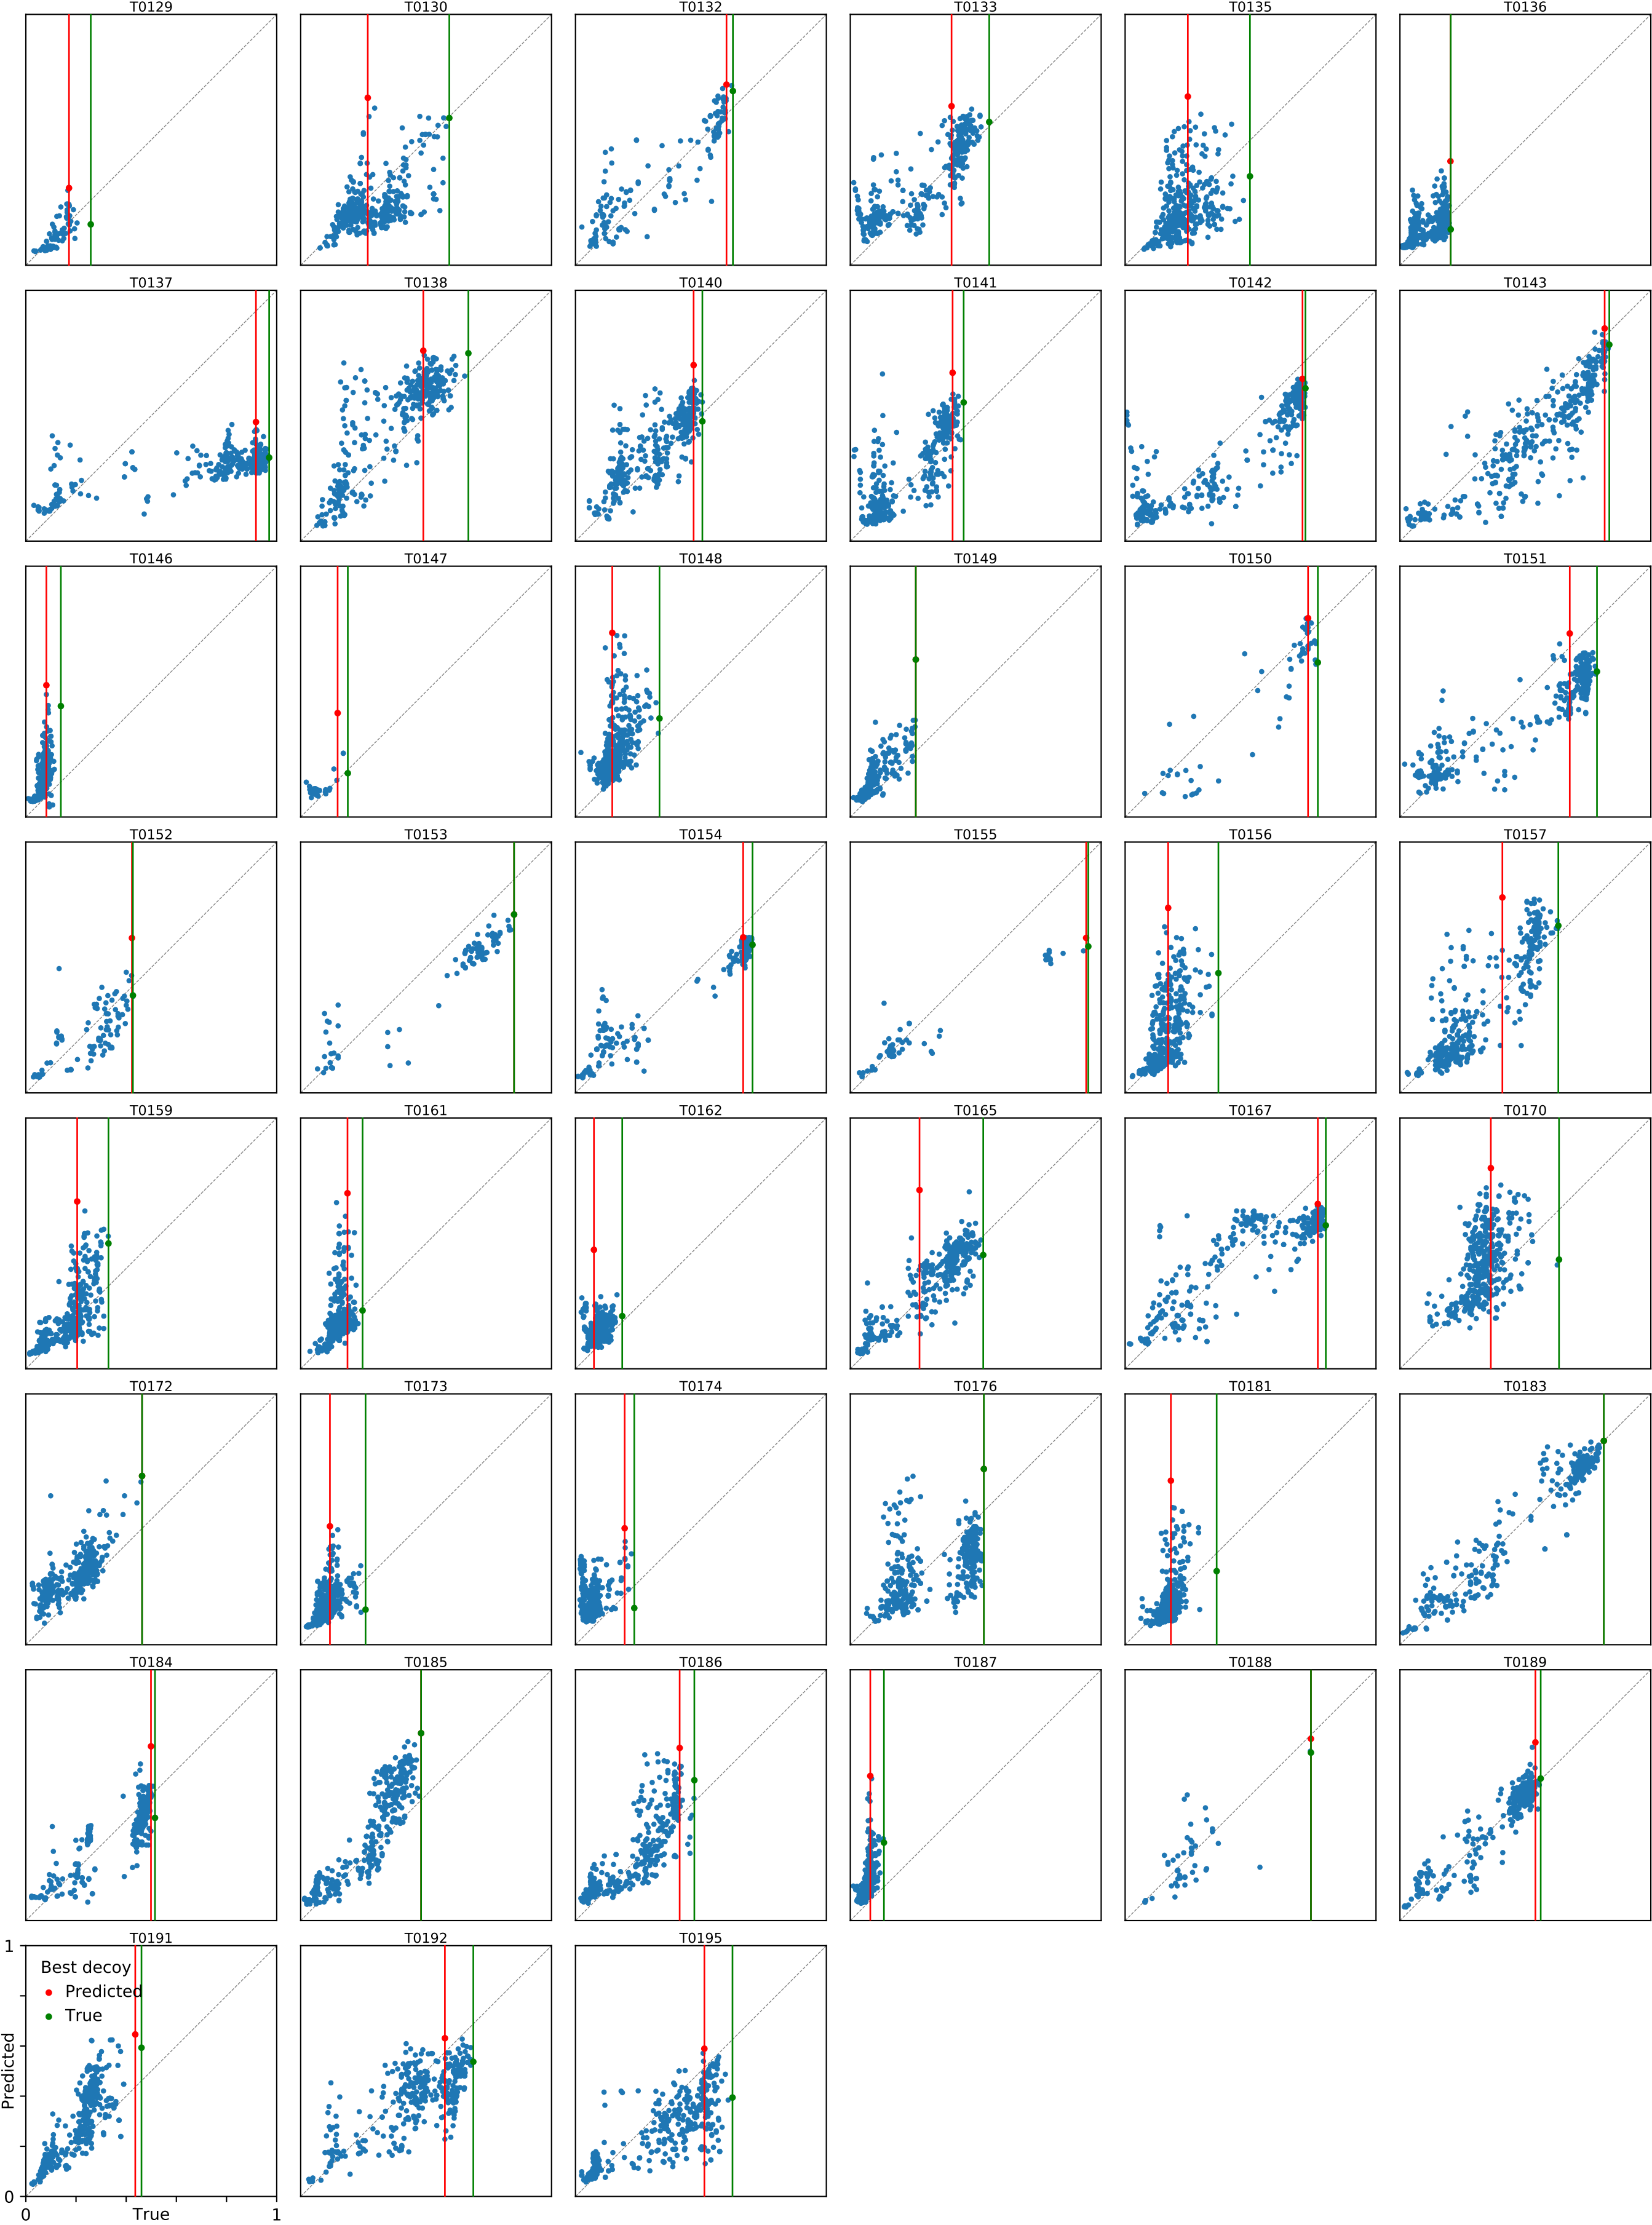 T0129 T0130 T0132 T0133 T0135 T0136
T0137 T0138 T0140 T0141 T0142 T0143
T0146 T0147 T0148 T0149 T0150 T0151
T0152 T0153 T0154 T0155 T0156 T0157
T0159 T0161 T0162 T0165 T0167 T0170
T0172 T0173 T0174 T0176 T0181 T0183
T0184 T0185 T0186 T0187 T0188 T0189
T0191 T0192 T0195
1
Best decoy
Predicted
True
Predicted
0
0 True 1